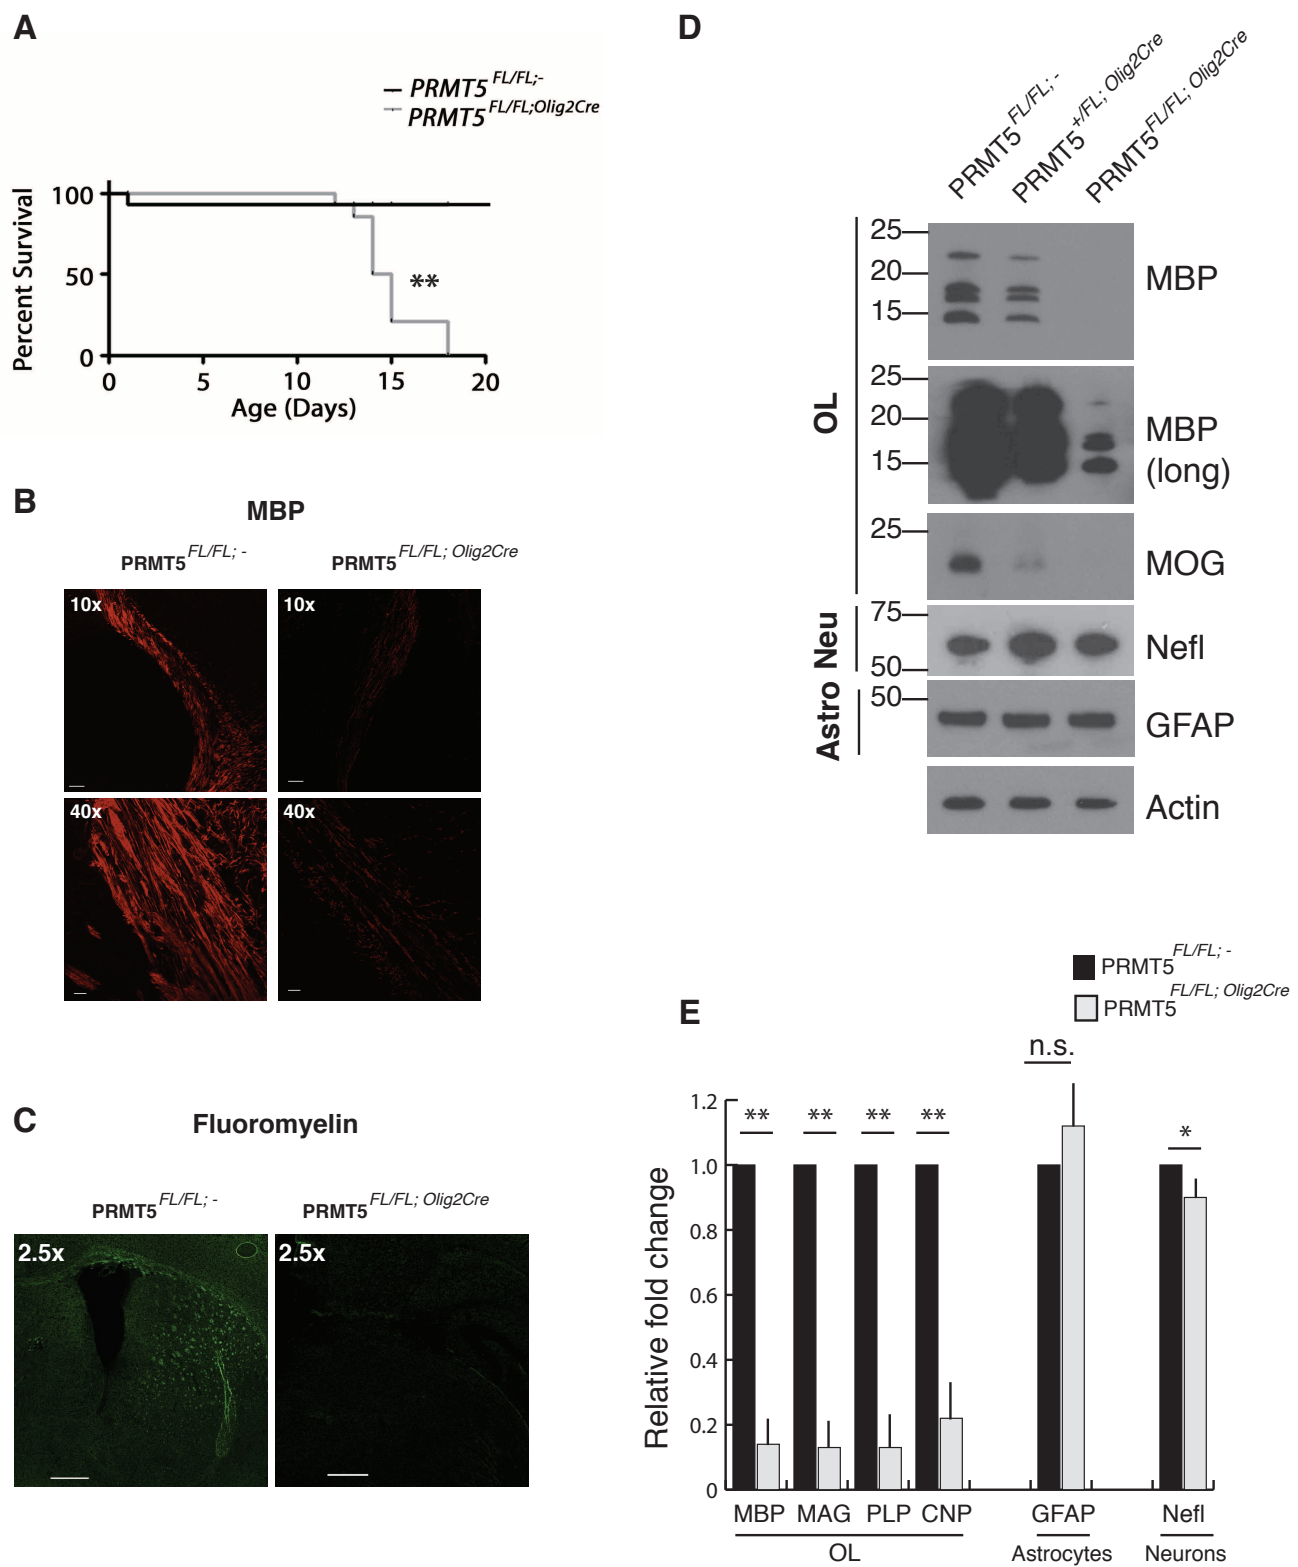 A
PRMT5 FL/FL;-
PRMT5 FL/FL;Olig2Cre
Percent Survival
100
50
0
**
0 5 10 15 20
Age (Days)
B
MBP
PRMT5 FL/FL; -
PRMT5 FL/FL; Olig2Cre
10x
10x
40x
40x
C
Fluoromyelin
PRMT5 FL/FL; -
PRMT5 FL/FL; Olig2Cre
2.5x
2.5x
D
PRMT5 FL/FL; -
PRMT5 +/FL; Olig2Cre
PRMT5 FL/FL; Olig2Cre
OL
25
20
15
MBP
25
20
15
MBP
(long)
25
MOG
Neu
75
50
Nefl
Astro
50
GFAP
Actin
E
PRMT5 FL/FL; -
PRMT5 FL/FL; Olig2Cre
n.s.
** ** ** **
*
Relative fold change
1.2
1.0
0.8
0.6
0.4
0.2
0
MBP MAG PLP CNP GFAP Nefl
OL Astrocytes Neurons